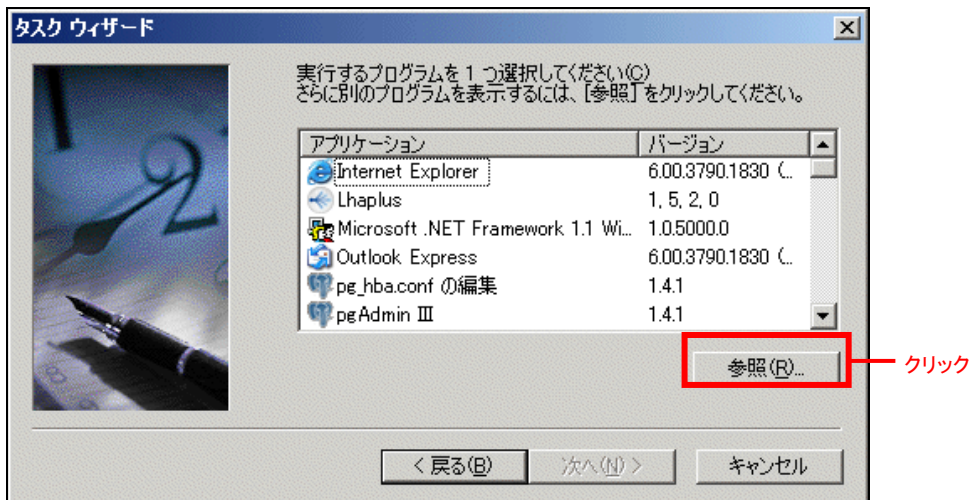 タスク ウィザード
実行するプログラムを 1 つ選択してください(C)
さらに別のプログラムを表示するには、[参照] をクリックしてください。
アプリケーション バージョン
Internet Explorer 6.00.3790.1830 (...
Lhaplus 1, 5, 2, 0
Microsoft .NET Framework 1.1 Wi... 1.0.5000.0
Outlook Express 6.00.3790.1830 (...
pg_hba.conf の編集 1.4.1
pgAdmin III 1.4.1
参照(R)...
クリック
< 戻る(B) 次へ(N) > キャンセル